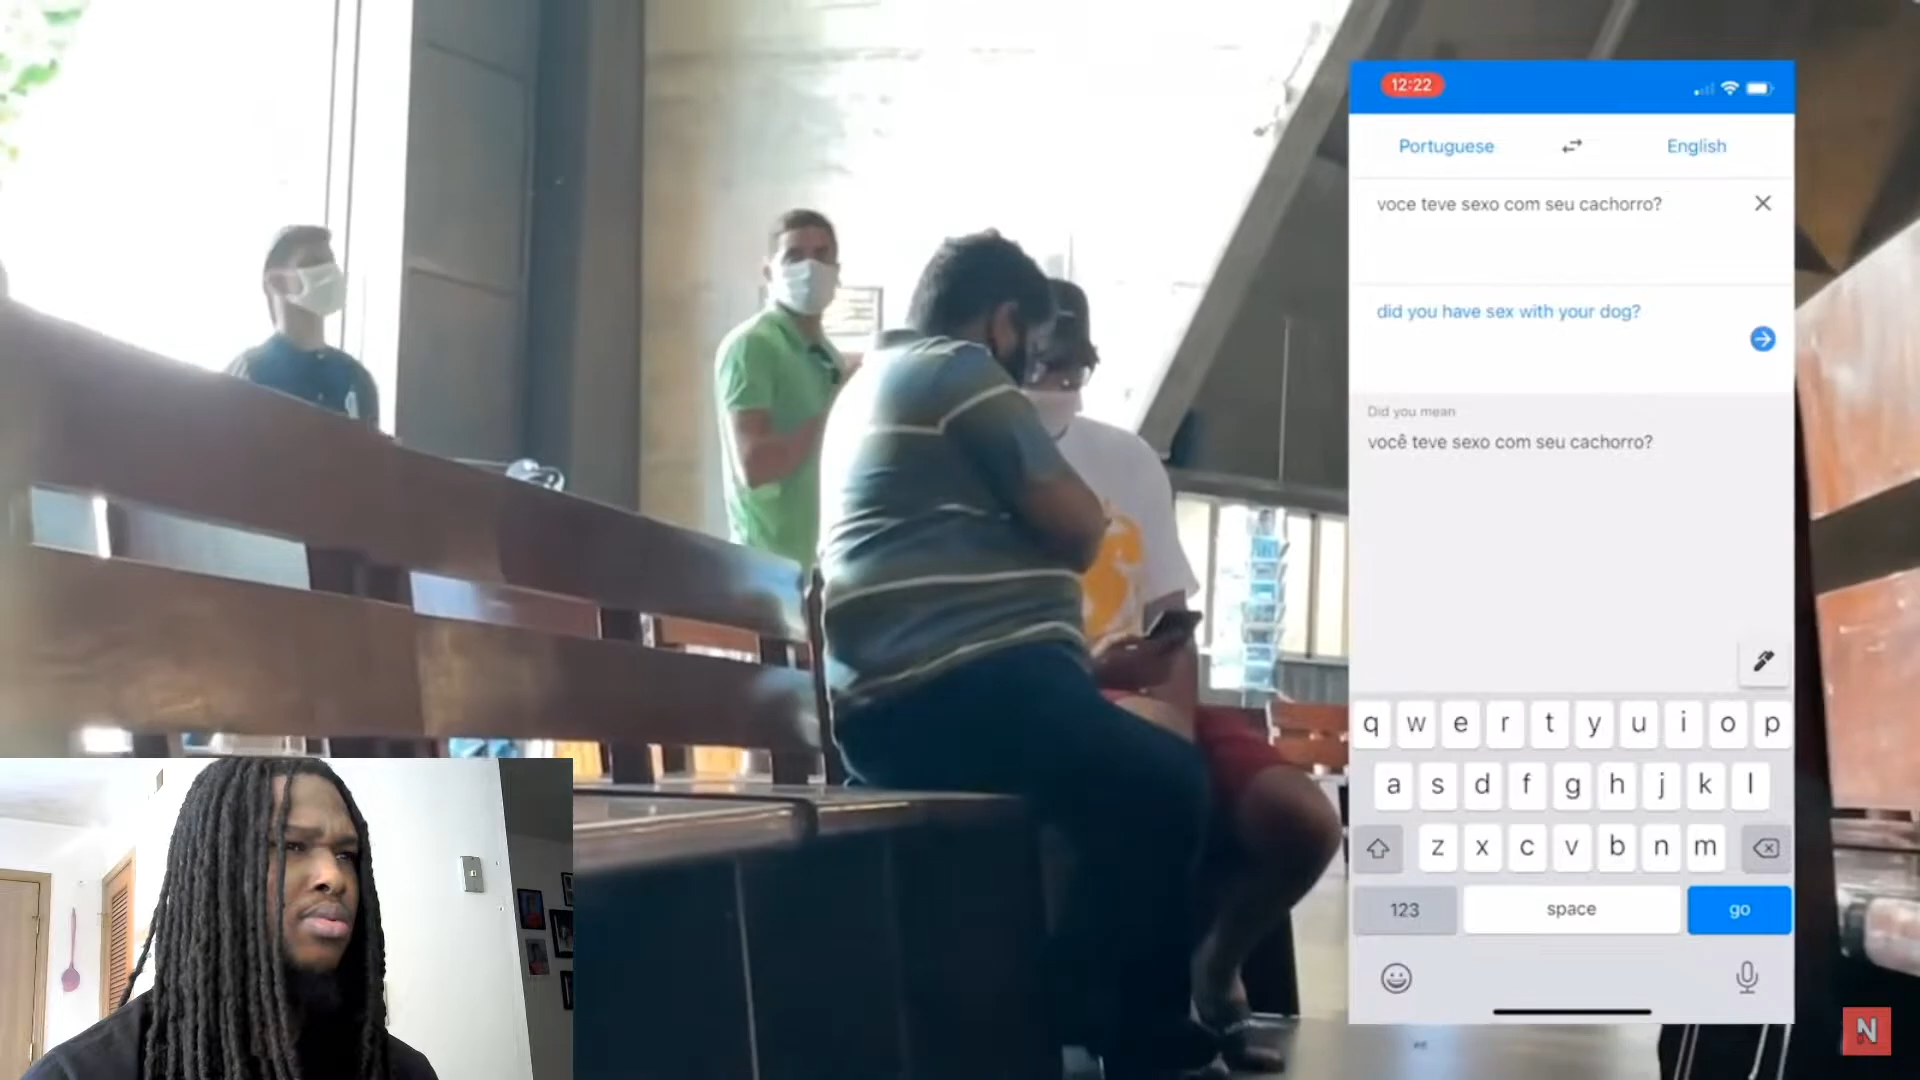 12:22
Portuguese English
voce teve sexo com seu cachorro?
did you have sex with your dog?
Did you mean
você teve sexo com seu cachorro?
q w e r t y u i o p
a s d f g h j k l
z x c v b n m
123 space go
N